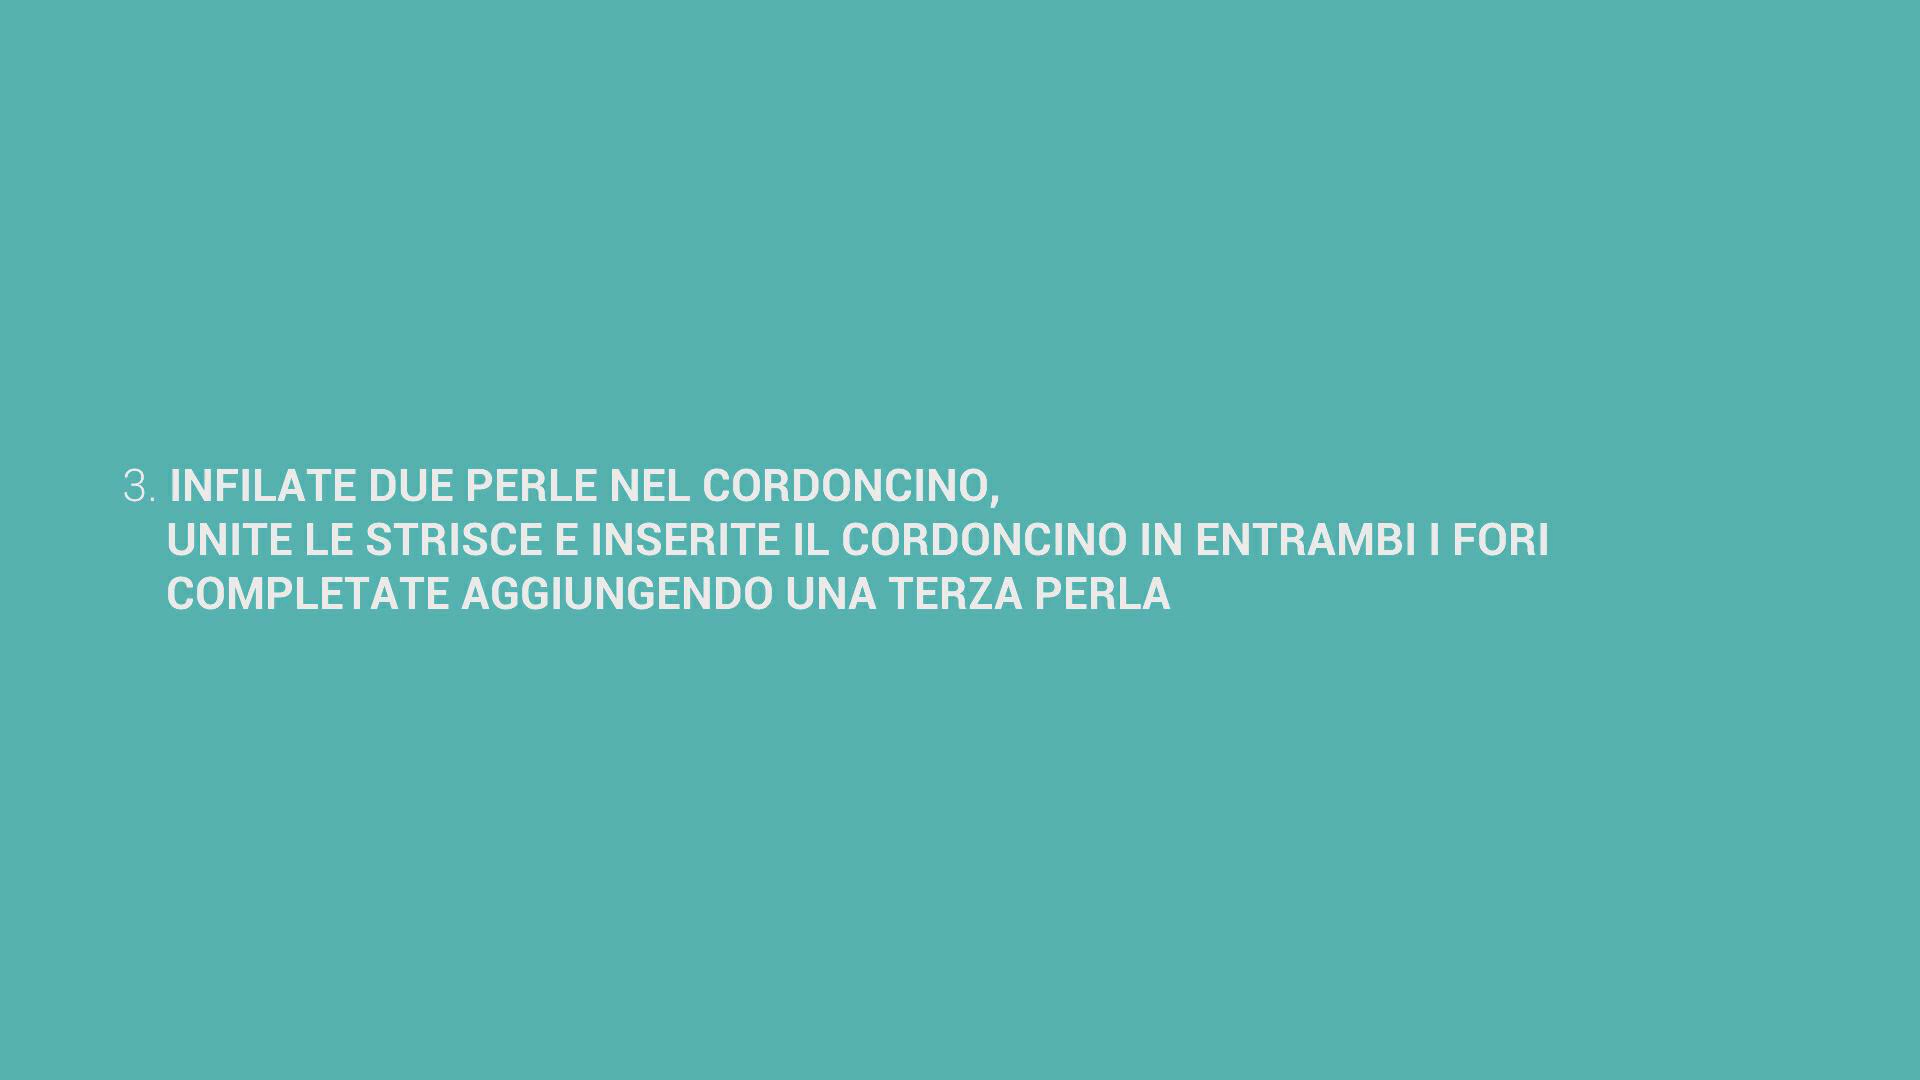 3. INFILATE DUE PERLE NEL CORDONCINO,
UNITE LE STRISCE E INSERITE IL CORDONCINO IN ENTRAMBI I FORI
COMPLETATE AGGIUNGENDO UNA TERZA PERLA